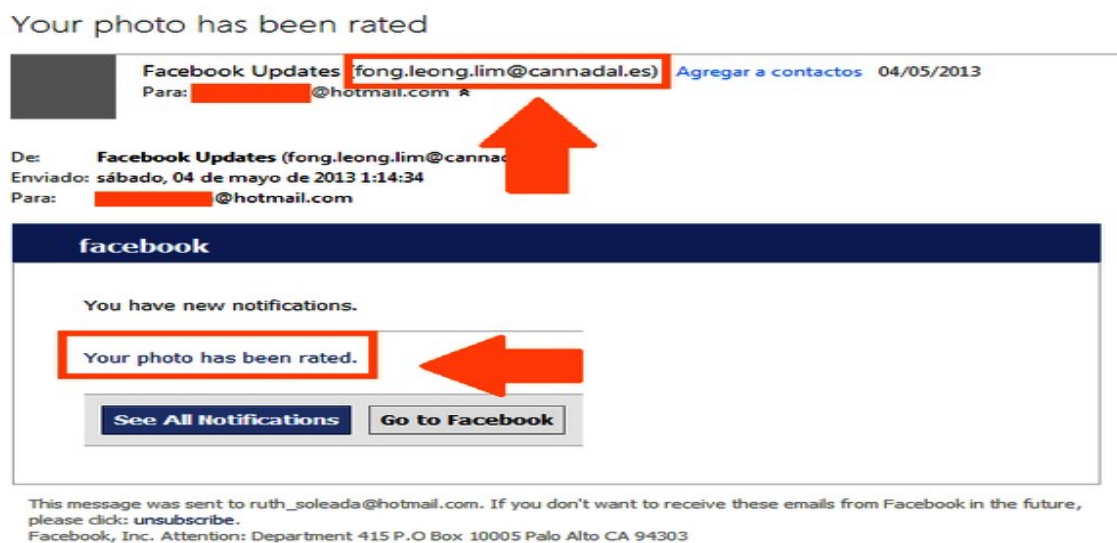 Your photo has been rated
Facebook Updates (fong.leong.lim@cannadal.es) Agregar a contactos 04/05/2013
Para: @hotmail.com
De: Facebook Updates (fong.leong.lim@canna
Enviado: sábado, 04 de mayo de 2013 1:14:34
Para: @hotmail.com
facebook
You have new notifications.
Your photo has been rated.
See All Notifications Go to Facebook
This message was sent to ruth_soleada@hotmail.com. If you don't want to receive these emails from Facebook in the future,
please click: unsubscribe.
Facebook, Inc. Attention: Department 415 P.O Box 10005 Palo Alto CA 94303